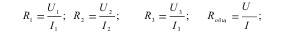 R₁ = U₁/I₁; R₂ = U₂/I₂; R₃ = U₃/I₃; Rобщ = U/I;